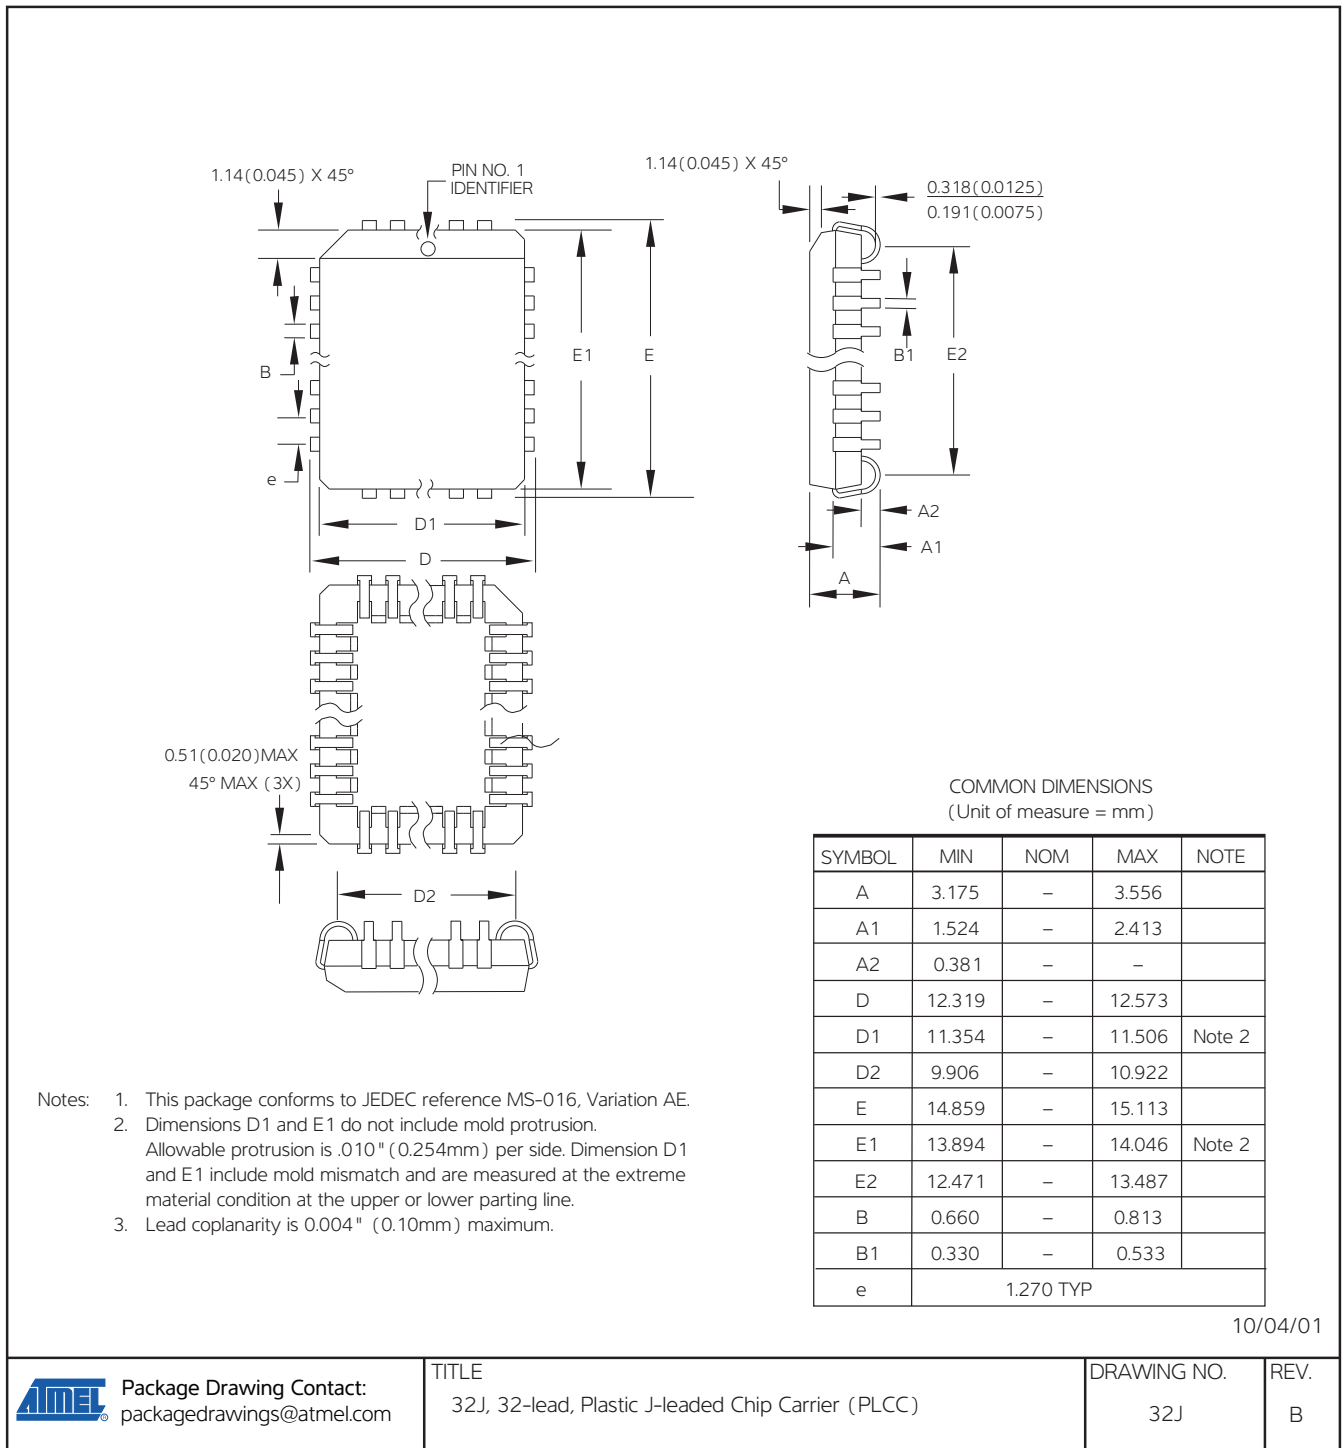 1.14(0.045) X 45°
PIN NO. 1
IDENTIFIER
1.14(0.045) X 45°
0.318(0.0125)
0.191(0.0075)
B
e
E1
E
B1
E2
D1
D
A2
A1
A
0.51(0.020)MAX
45° MAX (3X)
D2
COMMON DIMENSIONS
(Unit of measure = mm)
SYMBOL MIN NOM MAX NOTE
A 3.175 – 3.556
A1 1.524 – 2.413
A2 0.381 – –
D 12.319 – 12.573
D1 11.354 – 11.506 Note 2
D2 9.906 – 10.922
E 14.859 – 15.113
E1 13.894 – 14.046 Note 2
E2 12.471 – 13.487
B 0.660 – 0.813
B1 0.330 – 0.533
e 1.270 TYP
Notes: 1. This package conforms to JEDEC reference MS-016, Variation AE.
2. Dimensions D1 and E1 do not include mold protrusion.
Allowable protrusion is .010"(0.254mm) per side. Dimension D1
and E1 include mold mismatch and are measured at the extreme
material condition at the upper or lower parting line.
3. Lead coplanarity is 0.004" (0.10mm) maximum.
10/04/01
ATMEL ®
Package Drawing Contact:
packagedrawings@atmel.com
TITLE
32J, 32-lead, Plastic J-leaded Chip Carrier (PLCC)
DRAWING NO.
32J
REV.
B